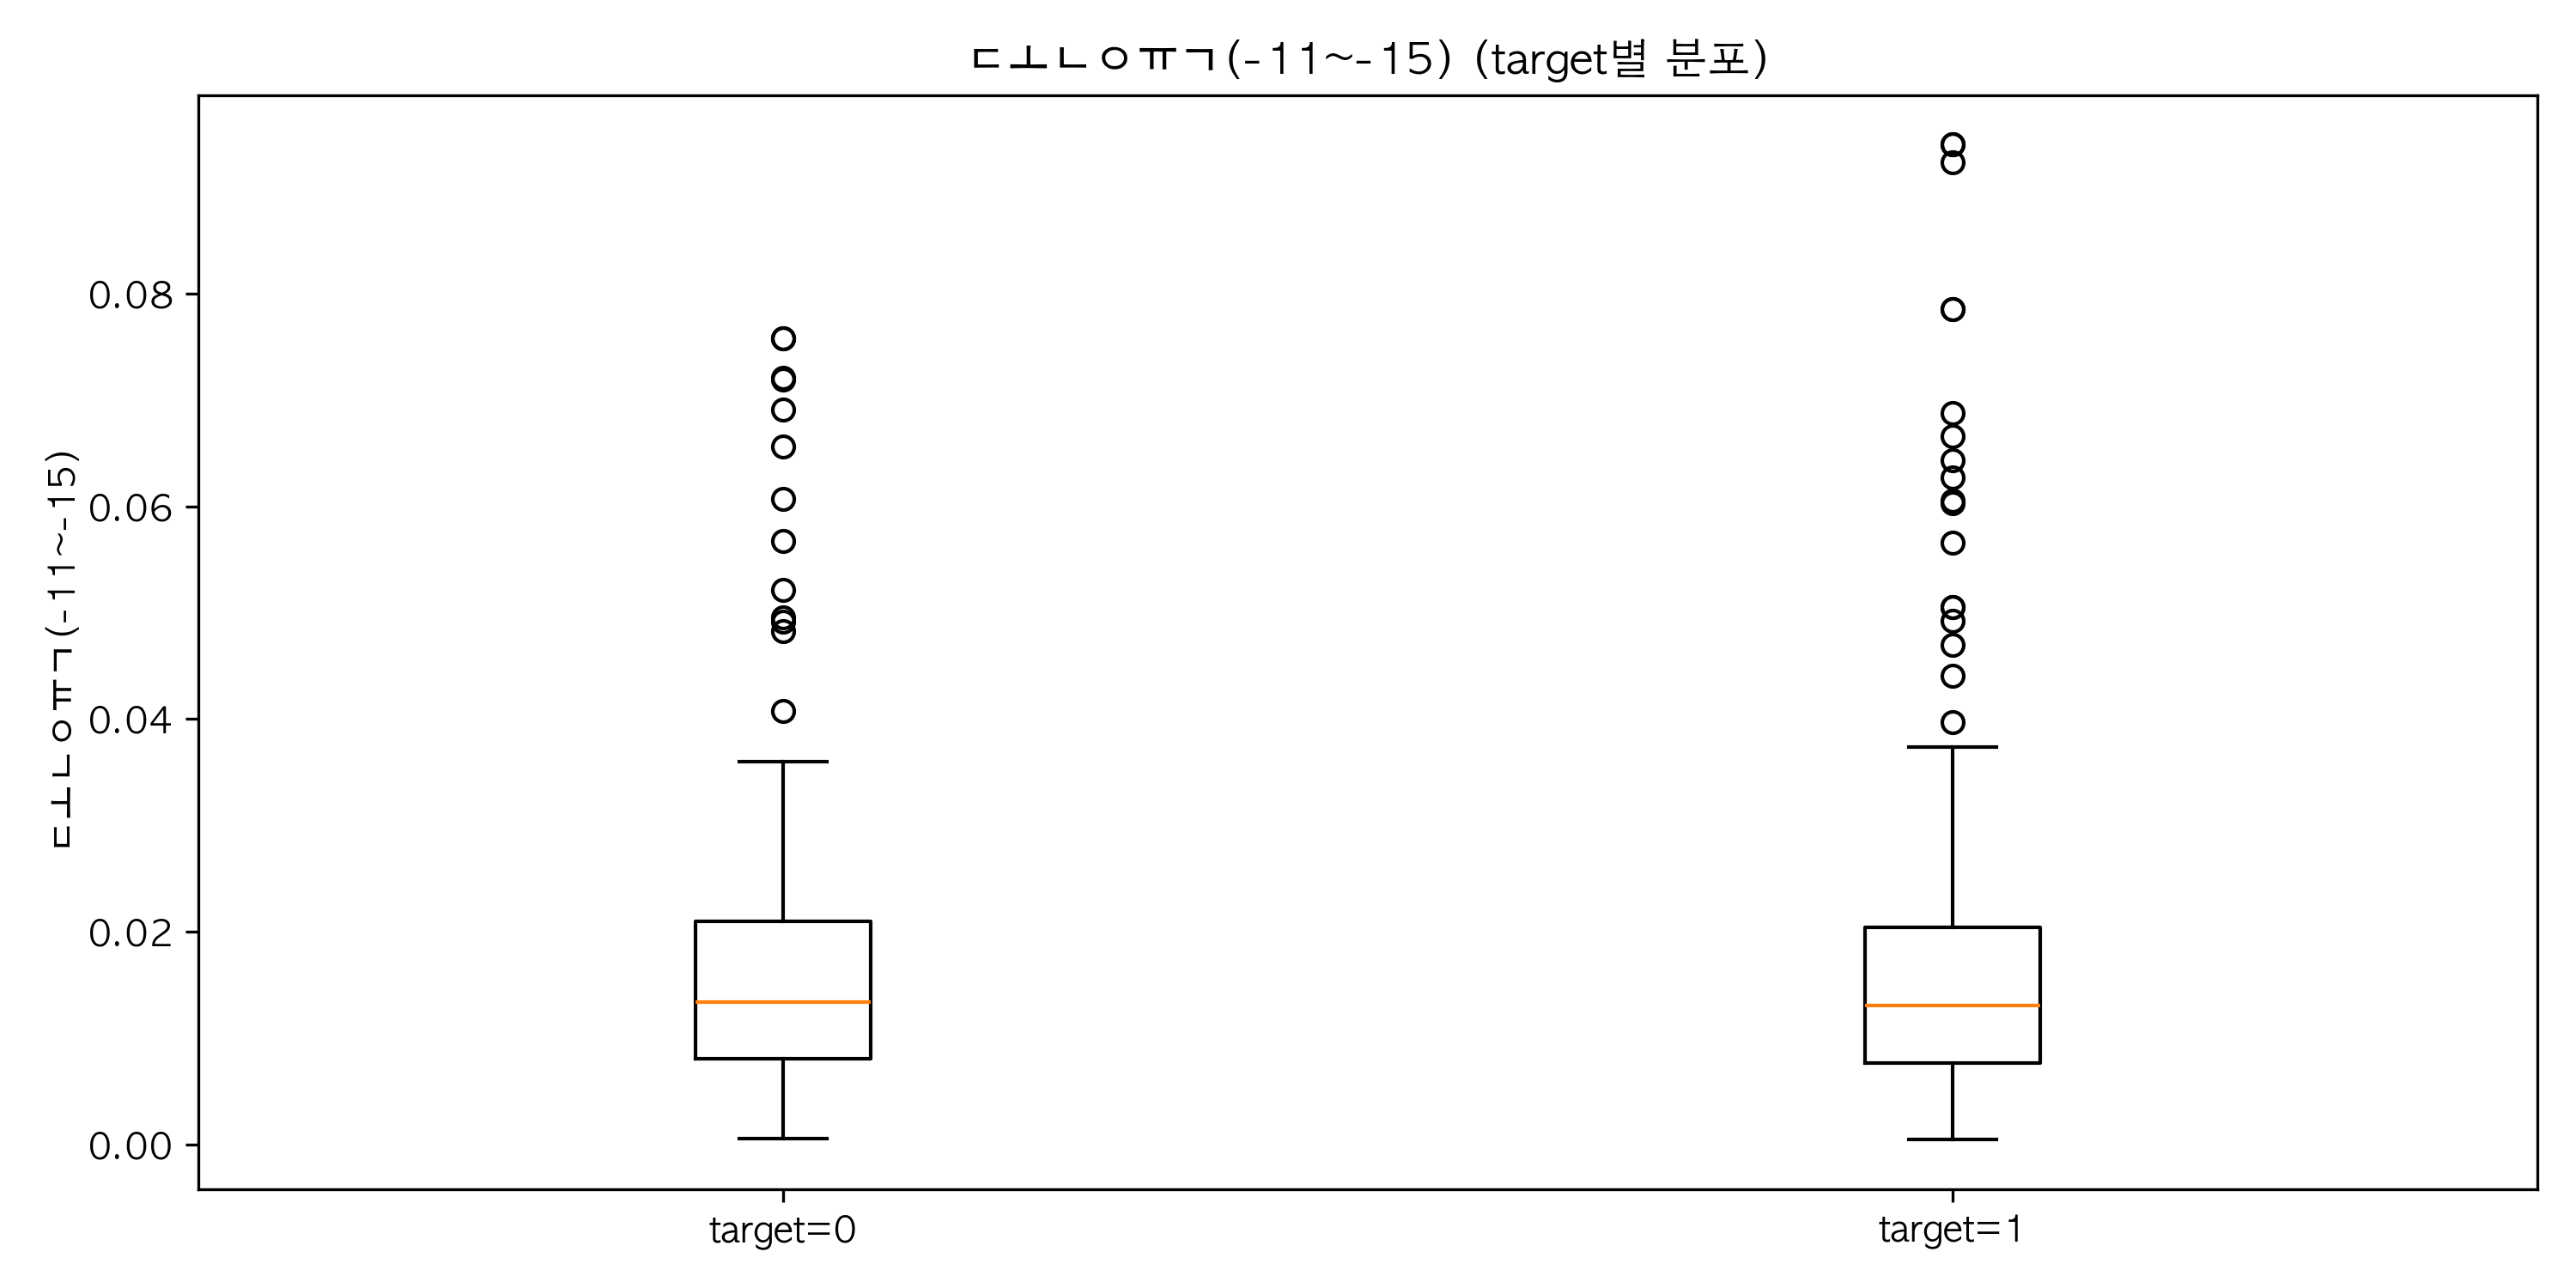 ㄷㅗㄴㅇㅠㄱ(-11~-15) (target별 분포)
ㄷㅗㄴㅇㅠㄱ(-11~-15)
0.08
0.06
0.04
0.02
0.00
target=0
target=1